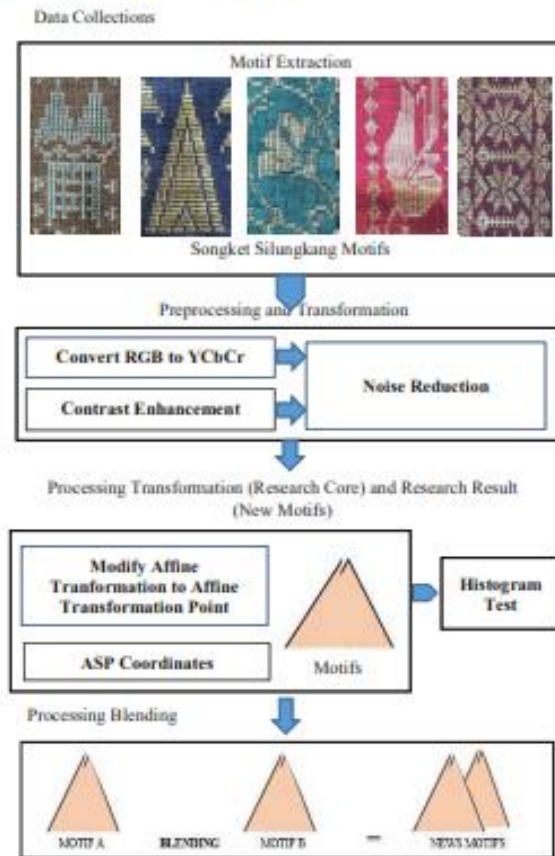 Data Collections
Motif Extraction
Songket Silungkang Motifs
Preprocessing and Transformation
Convert RGB to YCbCr
Noise Reduction
Contrast Enhancement
Processing Transformation (Research Core) and Research Result
(New Motifs)
Modify Affine
Tranformation to Affine
Transformation Point
ASP Coordinates
Motifs
Histogram
Test
Processing Blending
MOTIF A BLENDING MOTIF B = NEWS MOTIFS